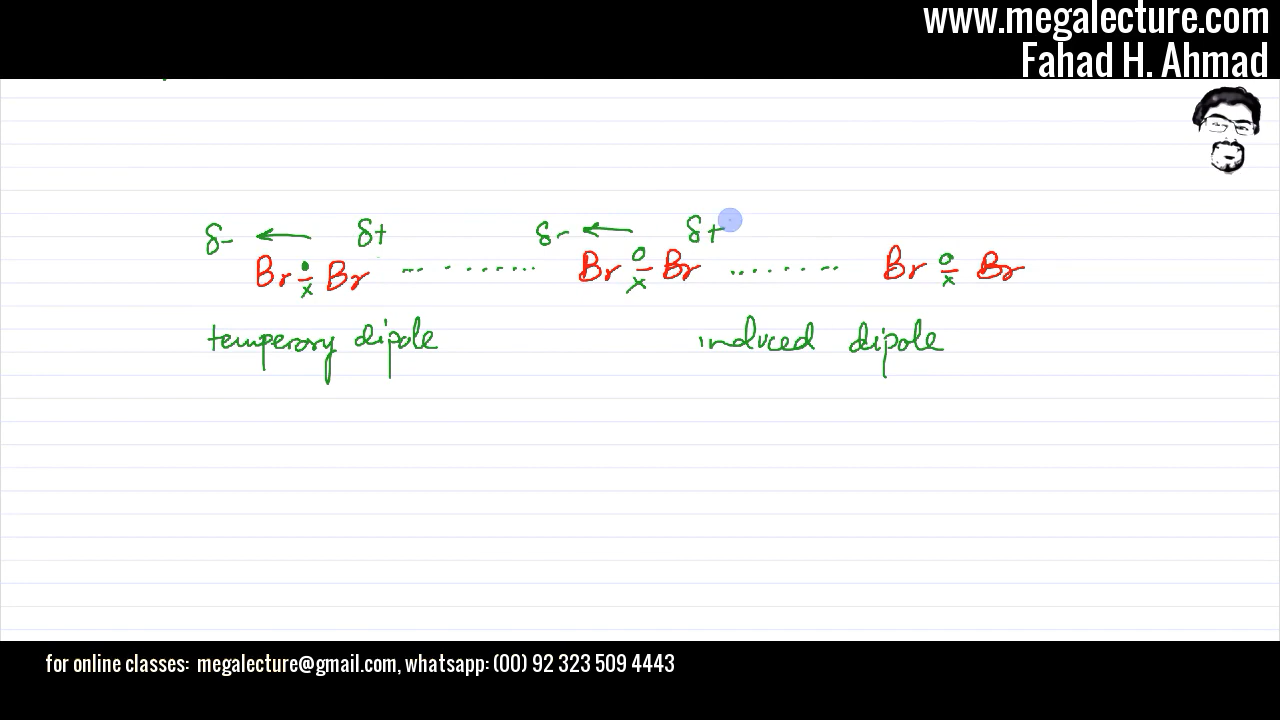 www.megalecture.com
Fahad H. Ahmad
δ- ← δ+ δ- ← δ+
Br o/x Br ... ....... Br o/x Br ........ Br o/x Br
temperory dipole induced dipole
for online classes: megalecture@gmail.com, whatsapp: (00) 92 323 509 4443